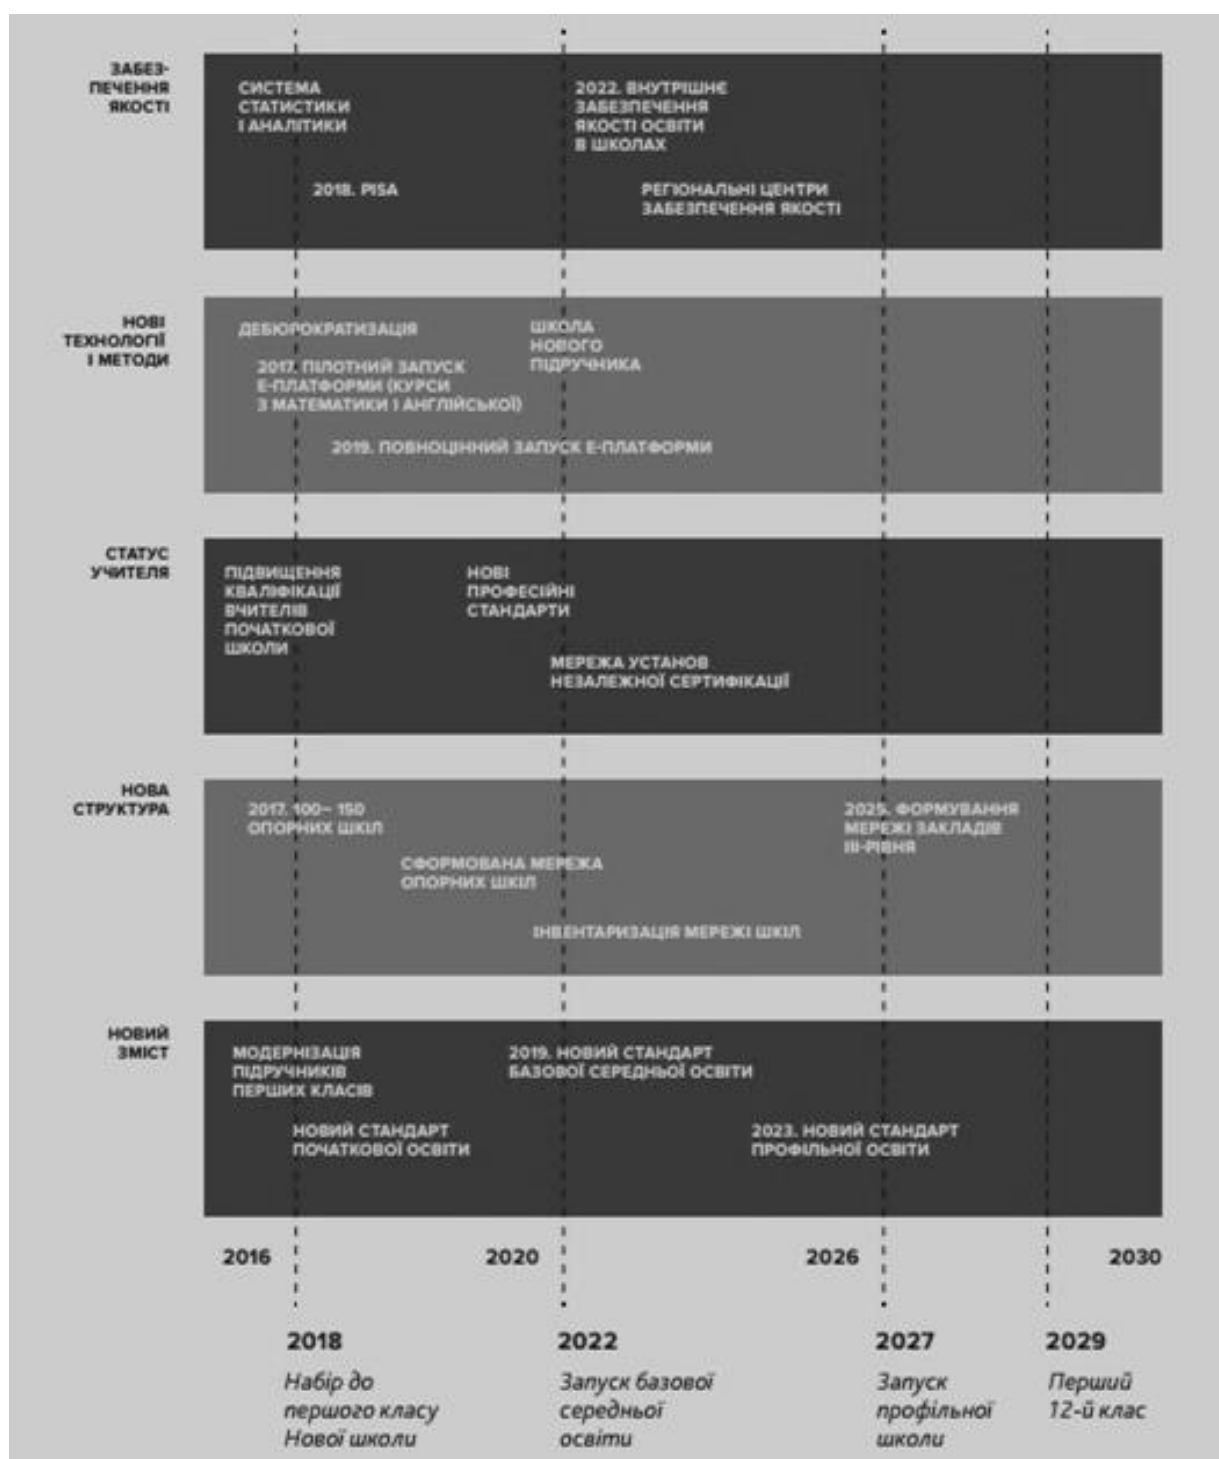 ЗАБЕЗ-
ПЕЧЕННЯ
ЯКОСТІ
СИСТЕМА
СТАТИСТИКИ
І АНАЛІТИКИ
2018. PISA
2022. ВНУТРІШНЄ
ЗАБЕЗПЕЧЕННЯ
ЯКОСТІ ОСВІТИ
В ШКОЛАХ
РЕГІОНАЛЬНІ ЦЕНТРИ
ЗАБЕЗПЕЧЕННЯ ЯКОСТІ
НОВІ
ТЕХНОЛОГІЇ
І МЕТОДИ
ДЕБЮРОКРАТИЗАЦІЯ
2017. ПІЛОТНИЙ ЗАПУСК
Е-ПЛАТФОРМИ (КУРСИ
З МАТЕМАТИКИ І АНГЛІЙСЬКОЇ)
ШКОЛА
НОВОГО
ПІДРУЧНИКА
2019. ПОВНОЦІННИЙ ЗАПУСК Е-ПЛАТФОРМИ
СТАТУС
УЧИТЕЛЯ
ПІДВИЩЕННЯ
КВАЛІФІКАЦІЇ
ВЧИТЕЛІВ
ПОЧАТКОВОЇ
ШКОЛИ
НОВІ
ПРОФЕСІЙНІ
СТАНДАРТИ
МЕРЕЖА УСТАНОВ
НЕЗАЛЕЖНОЇ СЕРТИФІКАЦІЇ
НОВА
СТРУКТУРА
2017. 100– 150
ОПОРНИХ ШКІЛ
СФОРМОВАНА МЕРЕЖА
ОПОРНИХ ШКІЛ
ІНВЕНТАРИЗАЦІЯ МЕРЕЖІ ШКІЛ
2025. ФОРМУВАННЯ
МЕРЕЖІ ЗАКЛАДІВ
ІІІ-РІВНЯ
НОВИЙ
ЗМІСТ
МОДЕРНІЗАЦІЯ
ПІДРУЧНИКІВ
ПЕРШИХ КЛАСІВ
НОВИЙ СТАНДАРТ
ПОЧАТКОВОЇ ОСВІТИ
2019. НОВИЙ СТАНДАРТ
БАЗОВОЇ СЕРЕДНЬОЇ ОСВІТИ
2023. НОВИЙ СТАНДАРТ
ПРОФІЛЬНОЇ ОСВІТИ
2016 2020 2026 2030
2018
Набір до
першого класу
Нової школи
2022
Запуск базової
середньої
освіти
2027
Запуск
профільної
школи
2029
Перший
12-й клас